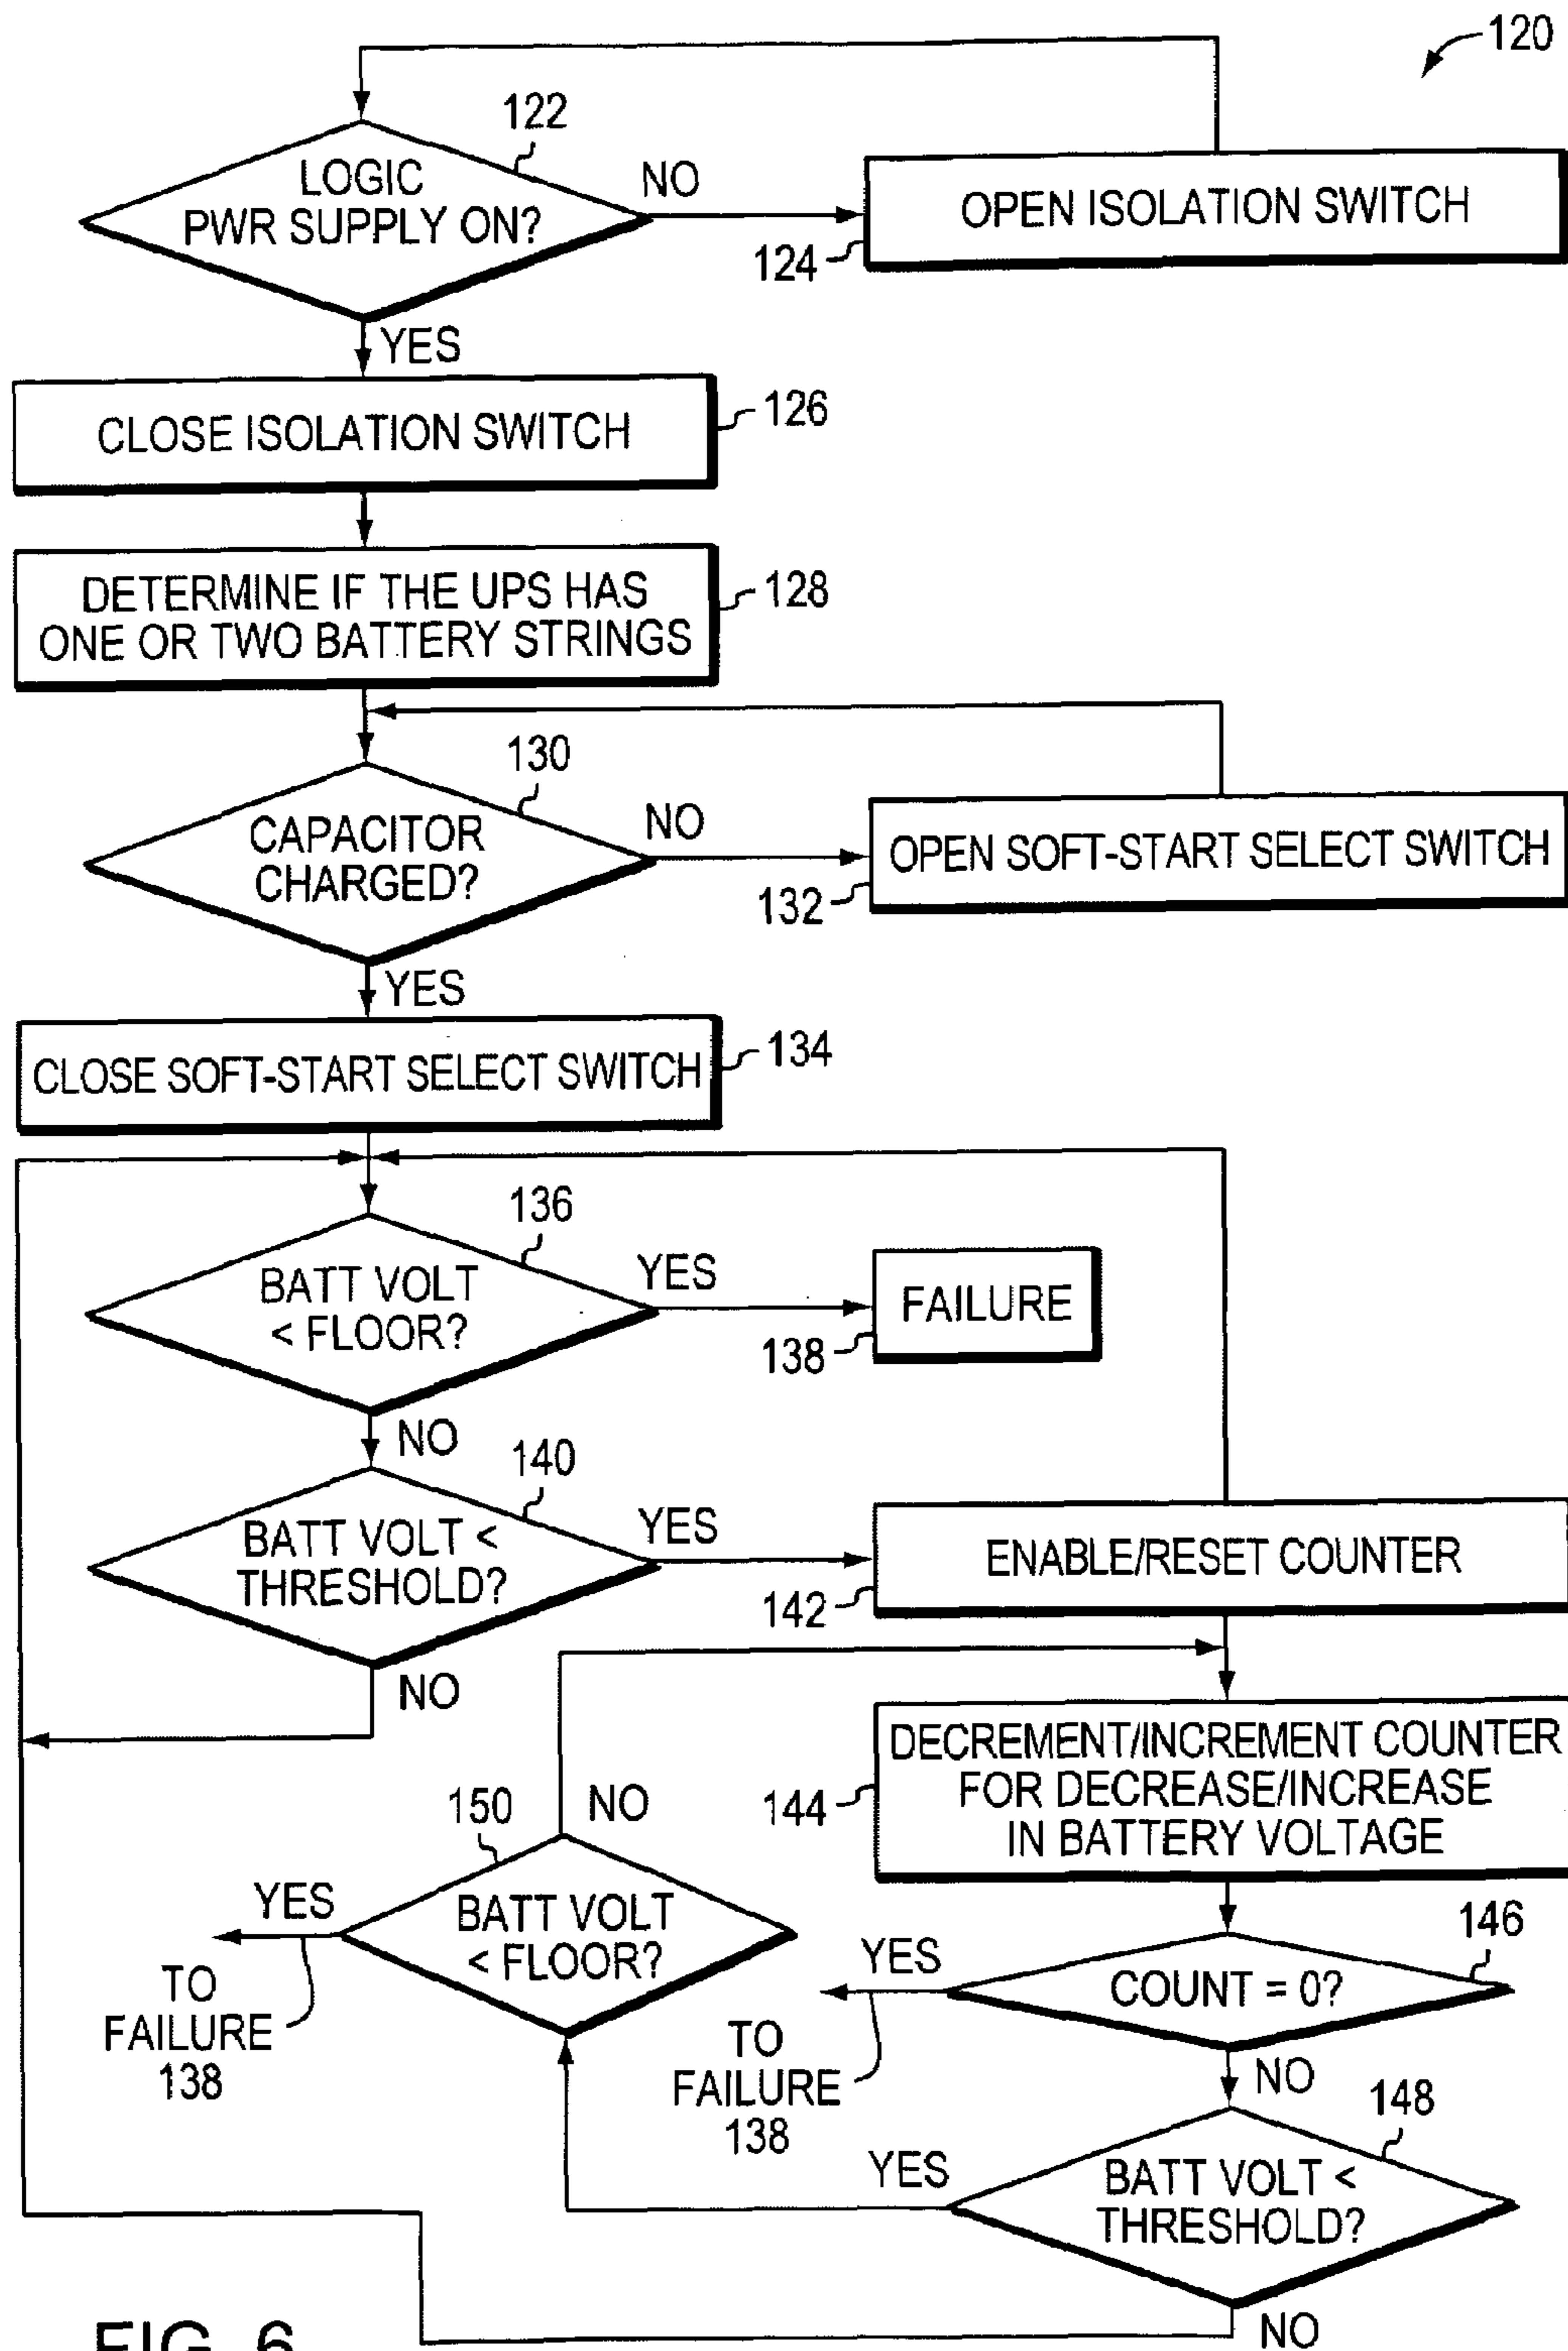 120
122
LOGIC
PWR SUPPLY ON?
NO
OPEN ISOLATION SWITCH
124
YES
CLOSE ISOLATION SWITCH
126
DETERMINE IF THE UPS HAS
ONE OR TWO BATTERY STRINGS
128
130
CAPACITOR
CHARGED?
NO
OPEN SOFT-START SELECT SWITCH
132
YES
CLOSE SOFT-START SELECT SWITCH
134
136
BATT VOLT
< FLOOR?
YES
FAILURE
138
NO
140
BATT VOLT <
THRESHOLD?
YES
ENABLE/RESET COUNTER
142
NO
DECREMENT/INCREMENT COUNTER
FOR DECREASE/INCREASE
IN BATTERY VOLTAGE
144
150
NO
YES
BATT VOLT
< FLOOR?
TO
FAILURE
138
146
YES
COUNT = 0?
TO
FAILURE
138
NO
148
YES
BATT VOLT <
THRESHOLD?
NO
FIG. 6